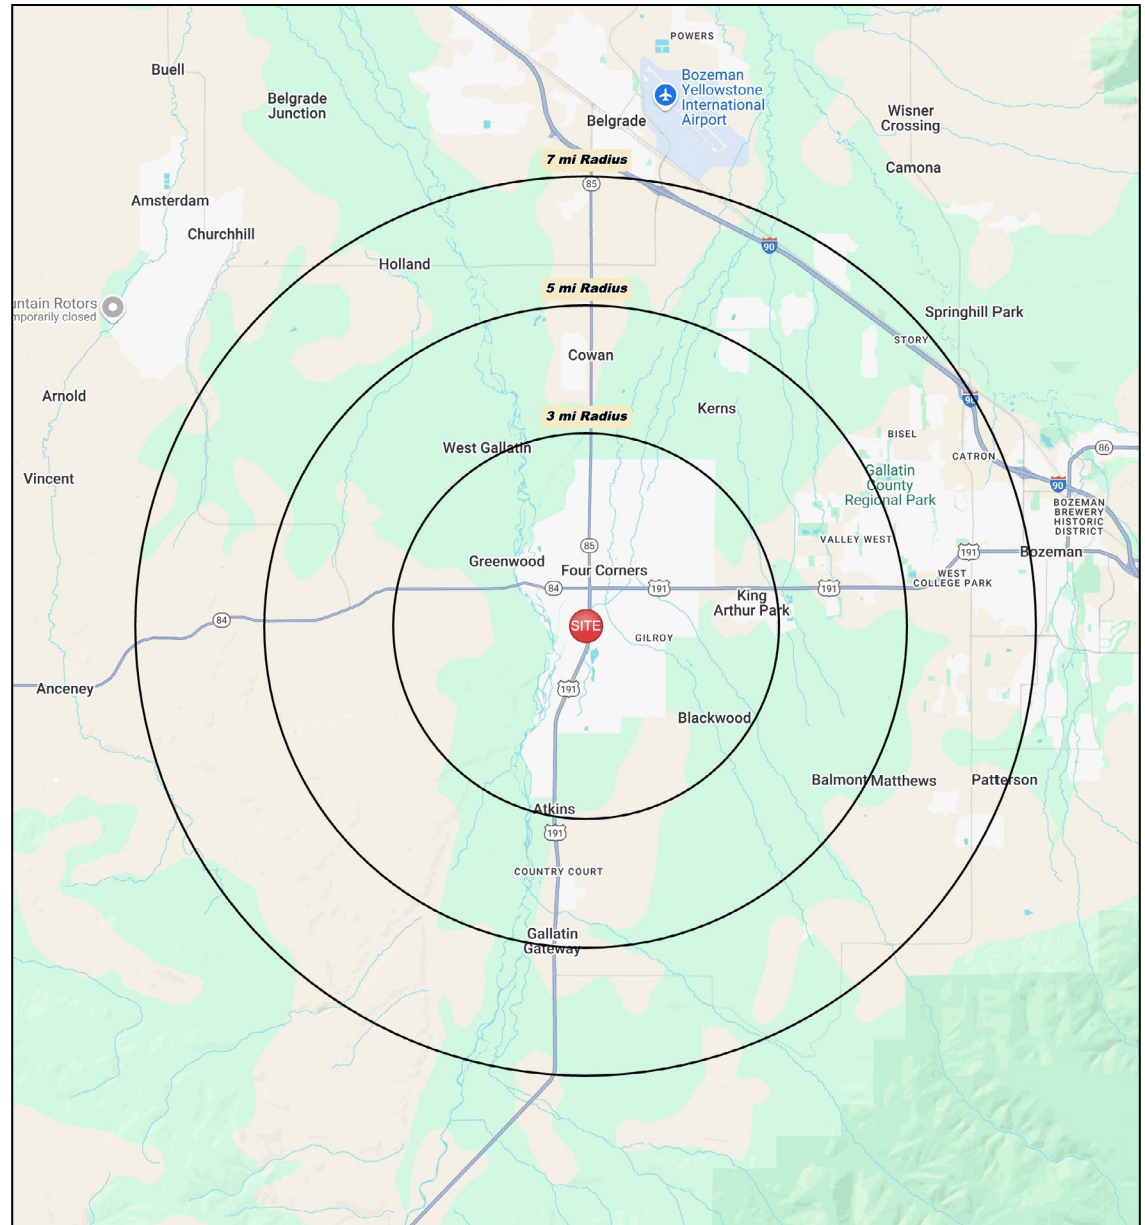 POWERS
Buell
Bozeman
Yellowstone
International
Airport
Belgrade
Junction
Wisner
Crossing
Belgrade
7 mi Radius
Camona
85
Amsterdam
Churchhill
90
Holland
5 mi Radius
untain Rotors
mporarily closed
Springhill Park
STORY
Cowan
Arnold
90
Kerns
3 mi Radius
BISEL
West Gallatin
86
CATRON
Gallatin
County
Regional Park
Vincent
90
BOZEMAN
BREWERY
HISTORIC
DISTRICT
VALLEY WEST
85
191
Bozeman
Greenwood
Four Corners
WEST
COLLEGE PARK
84
191
191
King
Arthur Park
84
SITE
GILROY
Anceney
191
Blackwood
Balmont
Matthews
Patterson
Atkins
191
COUNTRY COURT
Gallatin
Gateway